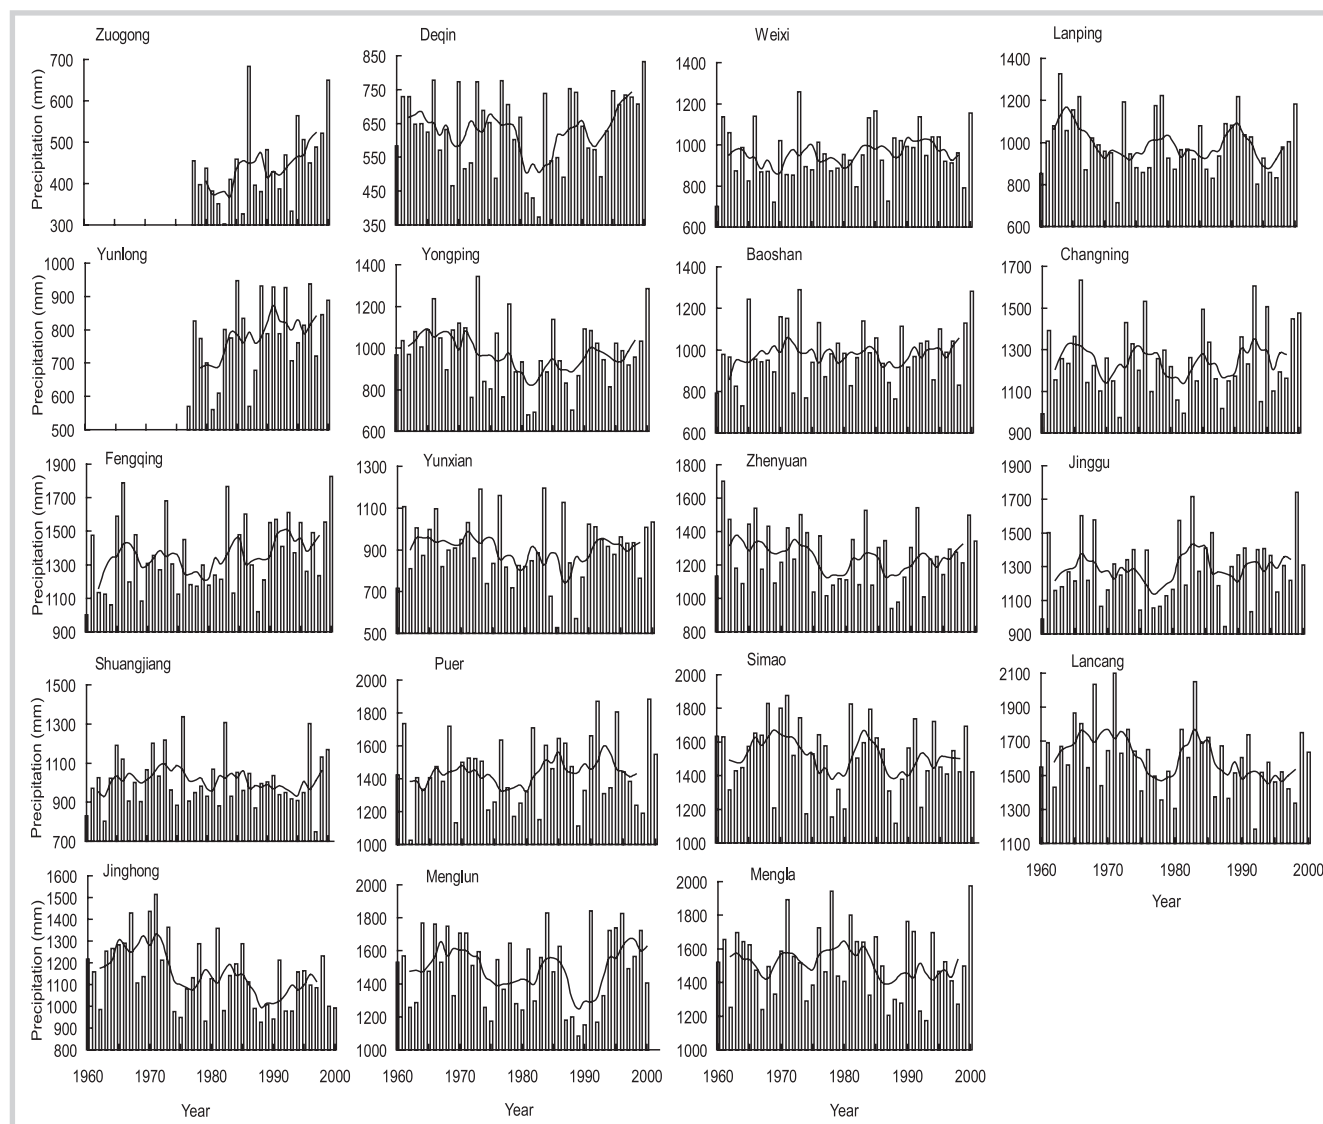 Zuogong Deqin Weixi Lanping
Precipitation (mm)
700 600 500 400 300
850 750 650 550 450 350
1400 1200 1000 800 600
1400 1200 1000 800 600
Yunlong Yongping Baoshan Changning
Precipitation (mm)
1000 900 800 700 600 500
1400 1200 1000 800 600
1400 1200 1000 800 600
1700 1500 1300 1100 900
Fengqing Yunxian Zhenyuan Jinggu
Precipitation (mm)
1900 1700 1500 1300 1100 900
1300 1100 900 700 500
1800 1600 1400 1200 1000 800
1900 1700 1500 1300 1100 900
Shuangjiang Puer Simao Lancang
Precipitation (mm)
1500 1300 1100 900 700
2000 1800 1600 1400 1200 1000
2000 1800 1600 1400 1200 1000
2100 1900 1700 1500 1300 1100
1960 1970 1980 1990 2000
Year
Jinghong Menglun Mengla
Precipitation (mm)
1600 1500 1400 1300 1200 1100 1000 900 800
2000 1800 1600 1400 1200 1000
2000 1800 1600 1400 1200 1000
1960 1970 1980 1990 2000
1960 1970 1980 1990 2000
1960 1970 1980 1990 2000
Year Year Year